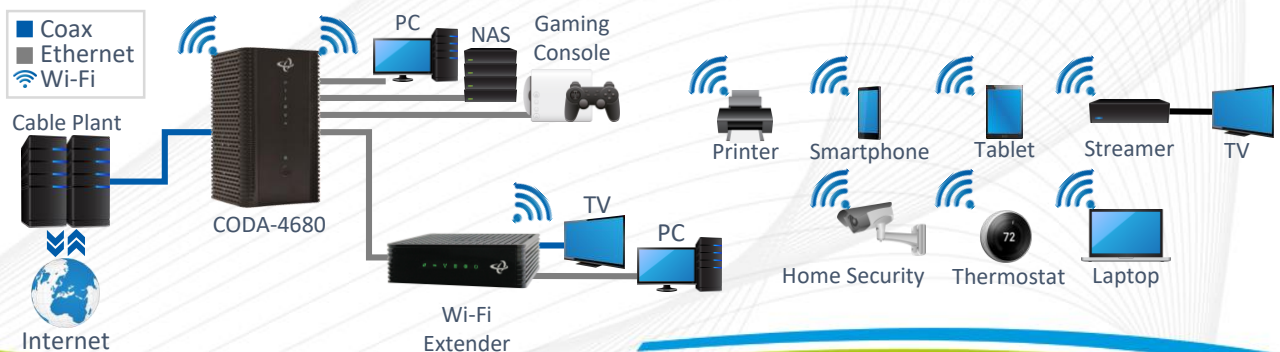 Coax
Ethernet
Wi-Fi
Cable Plant
Internet
CODA-4680
PC
NAS
Gaming
Console
Wi-Fi
Extender
TV
PC
Printer
Smartphone
Tablet
Streamer
TV
Home Security
72
Thermostat
Laptop